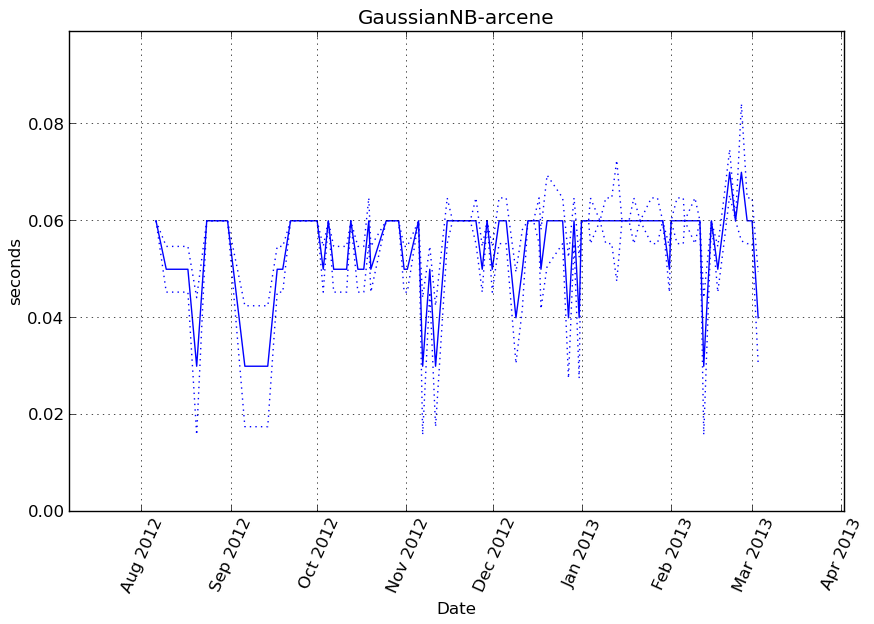 GaussianNB-arcene
seconds
0.08
0.06
0.04
0.02
0.00
Aug 2012
Sep 2012
Oct 2012
Nov 2012
Dec 2012
Jan 2013
Feb 2013
Mar 2013
Apr 2013
Date